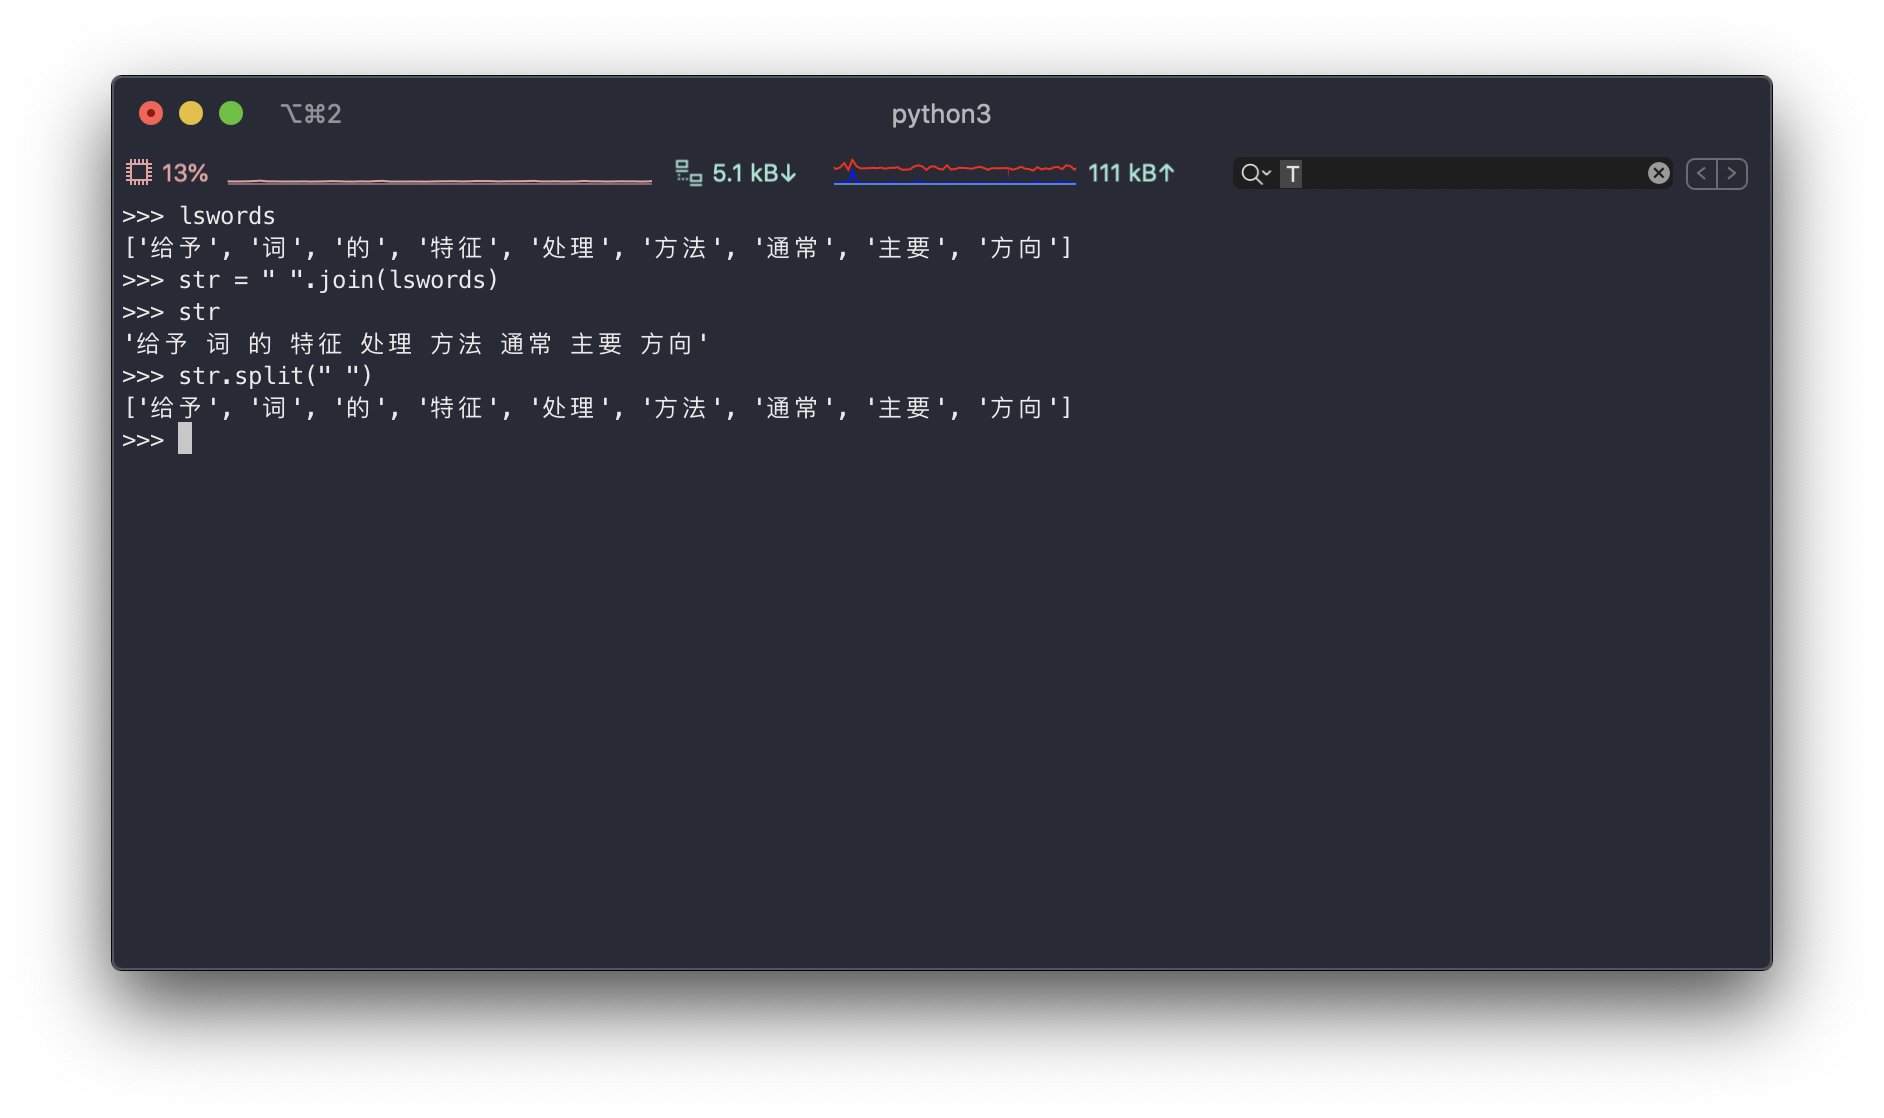 ⌥⌘2 python3
13% 5.1 kB↓ 111 kB↑ T
>>> lswords
['给予', '词', '的', '特征', '处理', '方法', '通常', '主要', '方向']
>>> str = " ".join(lswords)
>>> str
'给予 词 的 特征 处理 方法 通常 主要 方向'
>>> str.split(" ")
['给予', '词', '的', '特征', '处理', '方法', '通常', '主要', '方向']
>>>